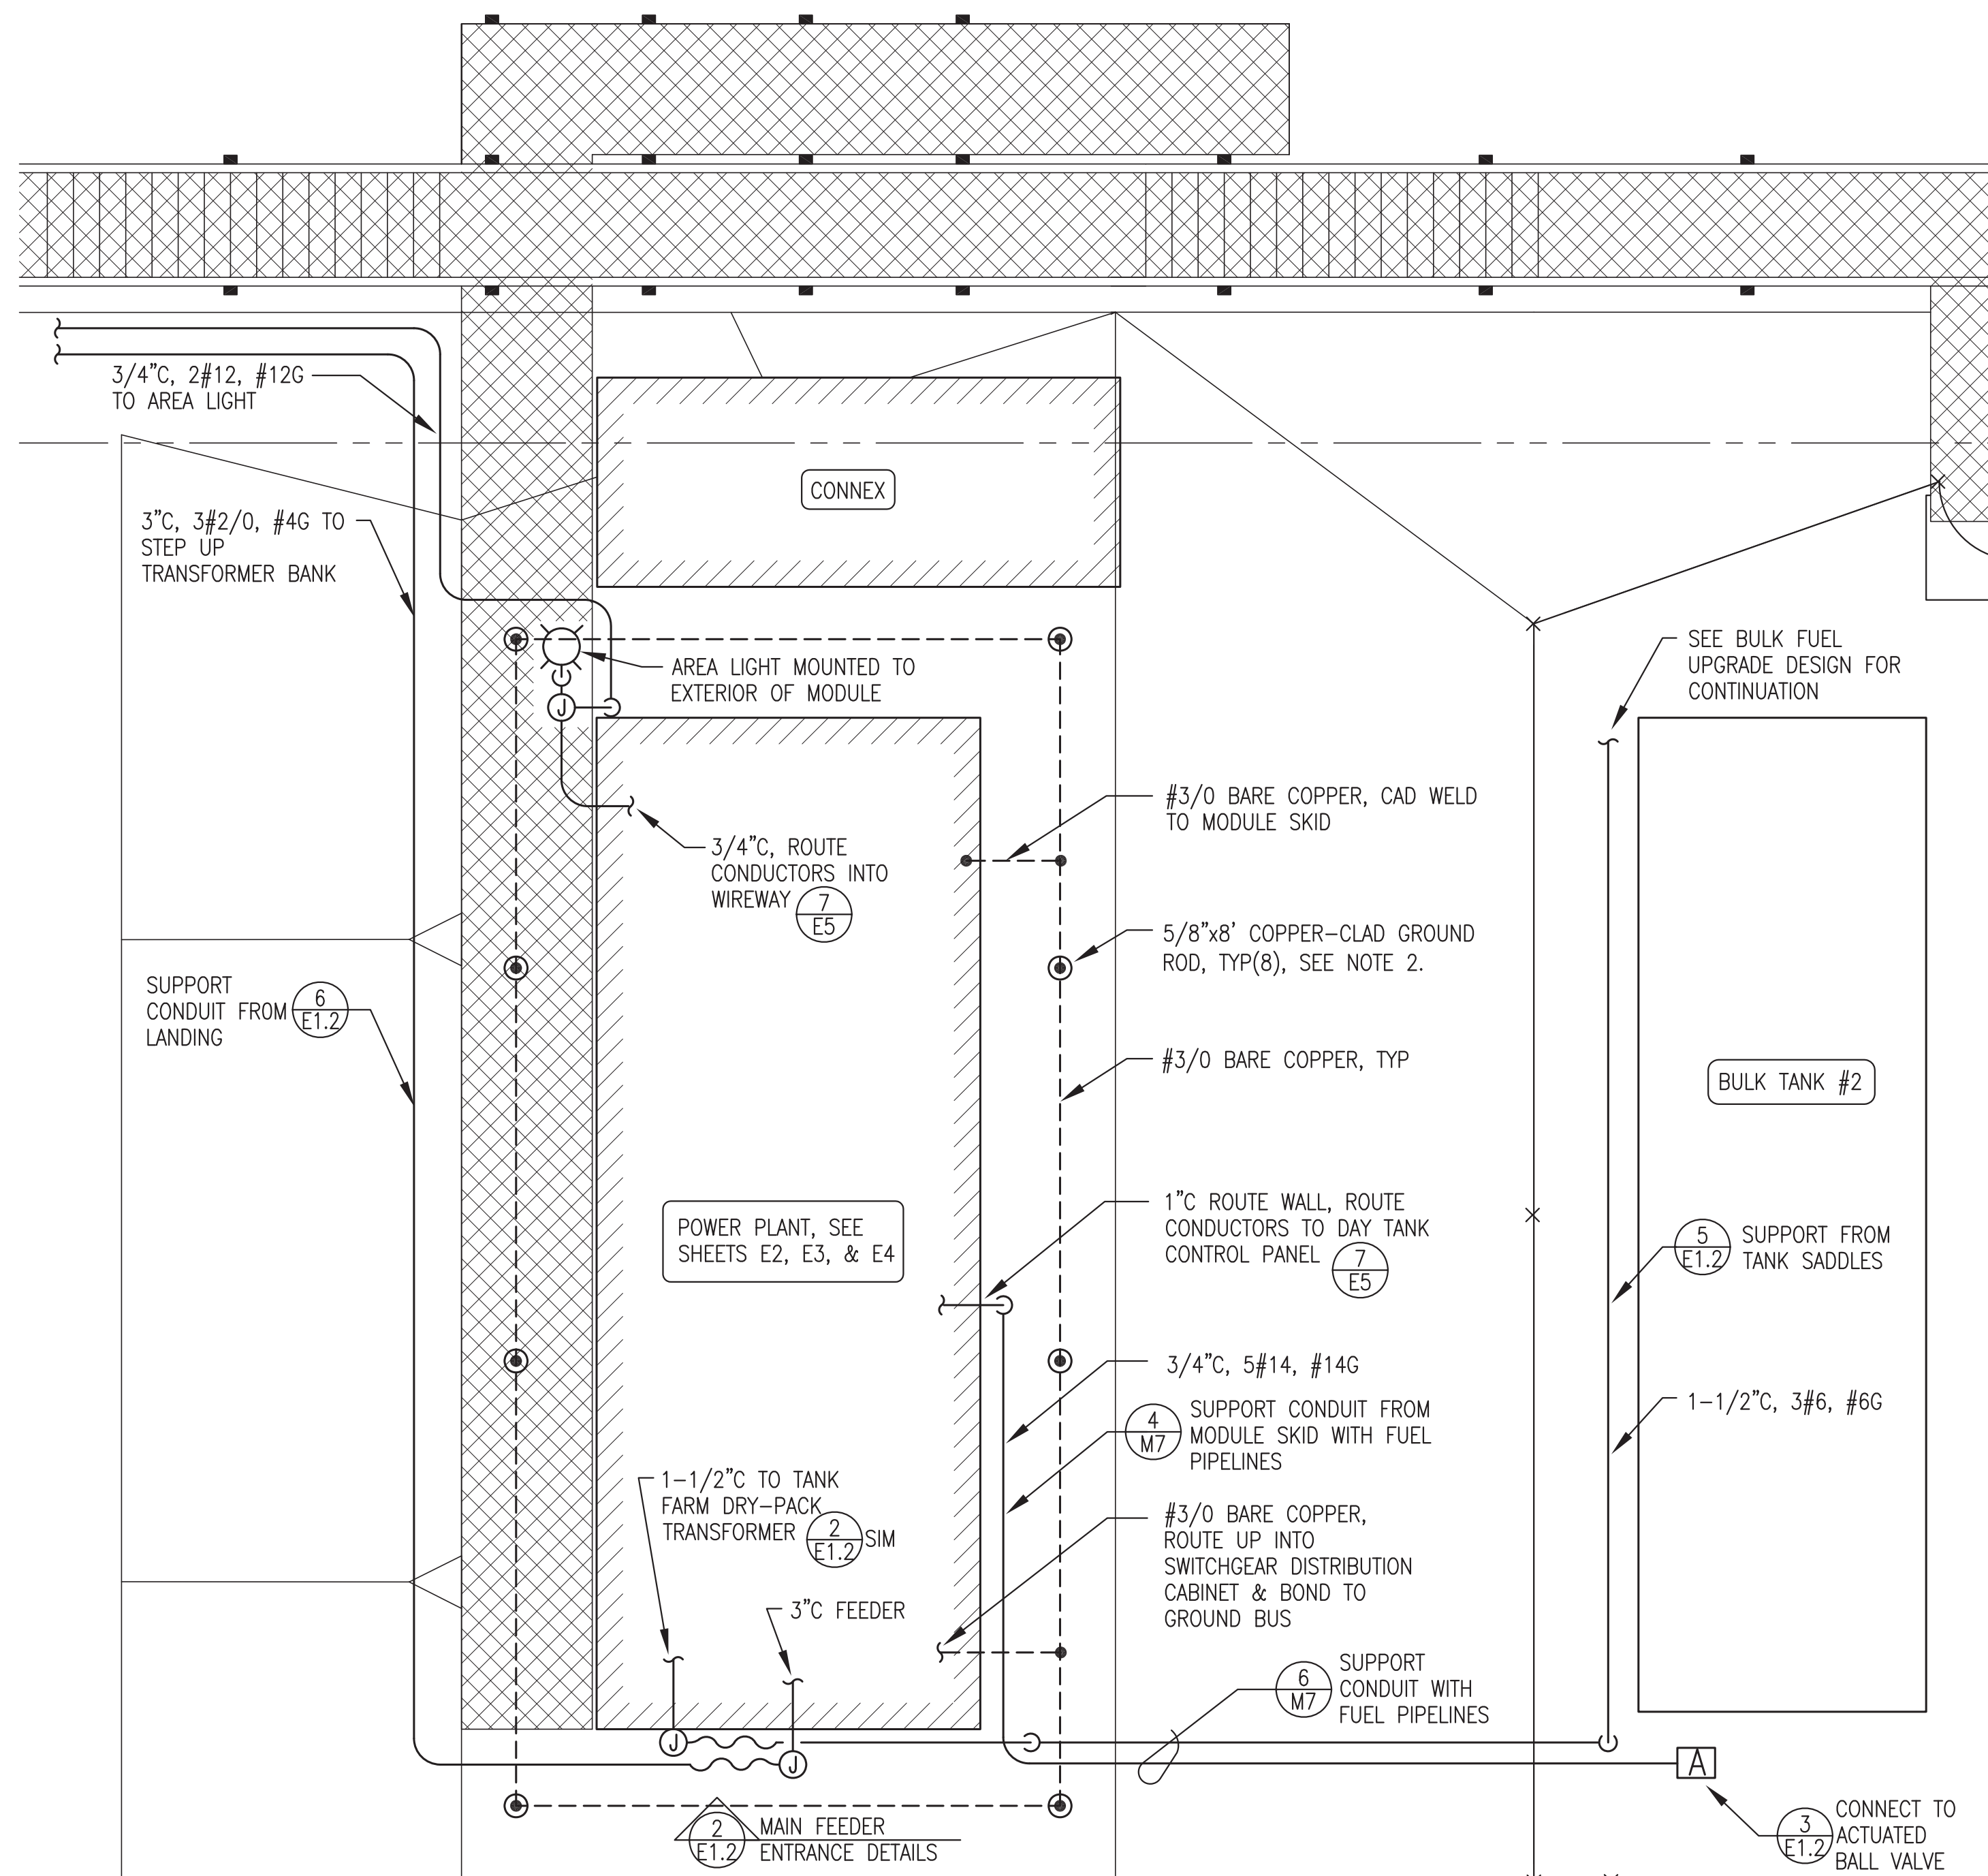 3/4"C, 2#12, #12G
TO AREA LIGHT
CONNEX
3"C, 3#2/0, #4G TO
STEP UP
TRANSFORMER BANK
AREA LIGHT MOUNTED TO
EXTERIOR OF MODULE
SEE BULK FUEL
UPGRADE DESIGN FOR
CONTINUATION
J
#3/0 BARE COPPER, CAD WELD
TO MODULE SKID
3/4"C, ROUTE
CONDUCTORS INTO
WIREWAY
7
E5
5/8"x8' COPPER-CLAD GROUND
ROD, TYP(8), SEE NOTE 2.
SUPPORT
CONDUIT FROM
LANDING
6
E1.2
#3/0 BARE COPPER, TYP
BULK TANK #2
POWER PLANT, SEE
SHEETS E2, E3, & E4
1"C ROUTE WALL, ROUTE
CONDUCTORS TO DAY TANK
CONTROL PANEL
7
E5
5
E1.2
SUPPORT FROM
TANK SADDLES
3/4"C, 5#14, #14G
4
M7
SUPPORT CONDUIT FROM
MODULE SKID WITH FUEL
PIPELINES
1-1/2"C, 3#6, #6G
1-1/2"C TO TANK
FARM DRY-PACK
TRANSFORMER
2
E1.2
SIM
#3/0 BARE COPPER,
ROUTE UP INTO
SWITCHGEAR DISTRIBUTION
CABINET & BOND TO
GROUND BUS
3"C FEEDER
6
M7
SUPPORT
CONDUIT WITH
FUEL PIPELINES
J
J
A
2
E1.2
MAIN FEEDER
ENTRANCE DETAILS
3
E1.2
CONNECT TO
ACTUATED
BALL VALVE